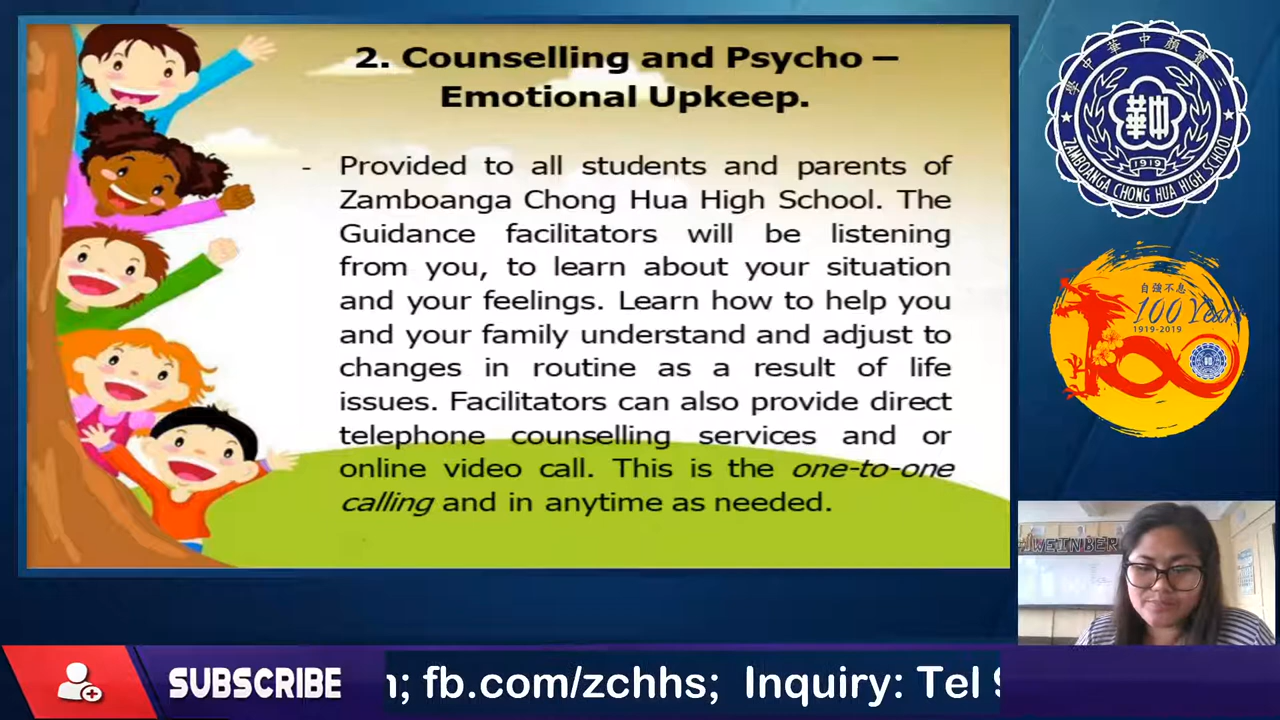 2. Counselling and Psycho –
Emotional Upkeep.
- Provided to all students and parents of
Zamboanga Chong Hua High School. The
Guidance facilitators will be listening
from you, to learn about your situation
and your feelings. Learn how to help you
and your family understand and adjust to
changes in routine as a result of life
issues. Facilitators can also provide direct
telephone counselling services and or
online video call. This is the one-to-one
calling and in anytime as needed.
華中
1919
ZAMBOANGA CHONG HUA HIGH SCHOOL
自強不息
100 Years
1919-2019
WEINBER
SUBSCRIBE
; fb.com/zchhs; Inquiry: Tel